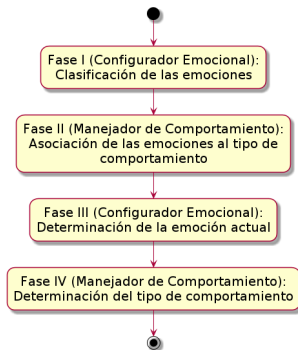 Fase I (Configurador Emocional):
Clasificación de las emociones
Fase II (Manejador de Comportamiento):
Asociación de las emociones al tipo de
comportamiento
Fase III (Configurador Emocional):
Determinación de la emoción actual
Fase IV (Manejador de Comportamiento):
Determinación del tipo de comportamiento